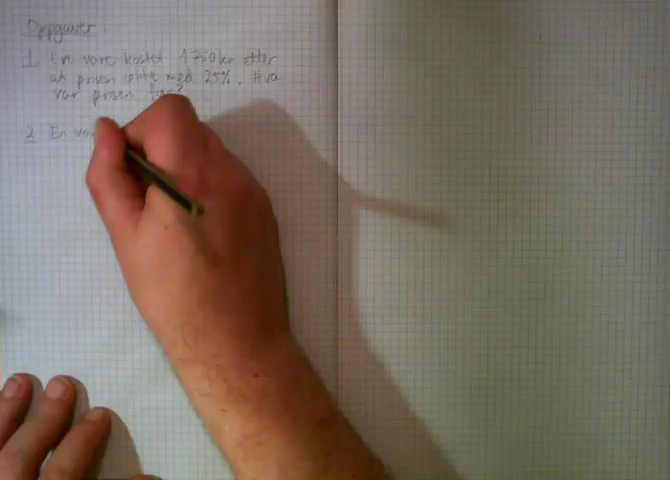 Oppgaver
1 En vare kostet 1750 kr etter
at prisen økte med 25%. Hva
var prisen før?
2 En va